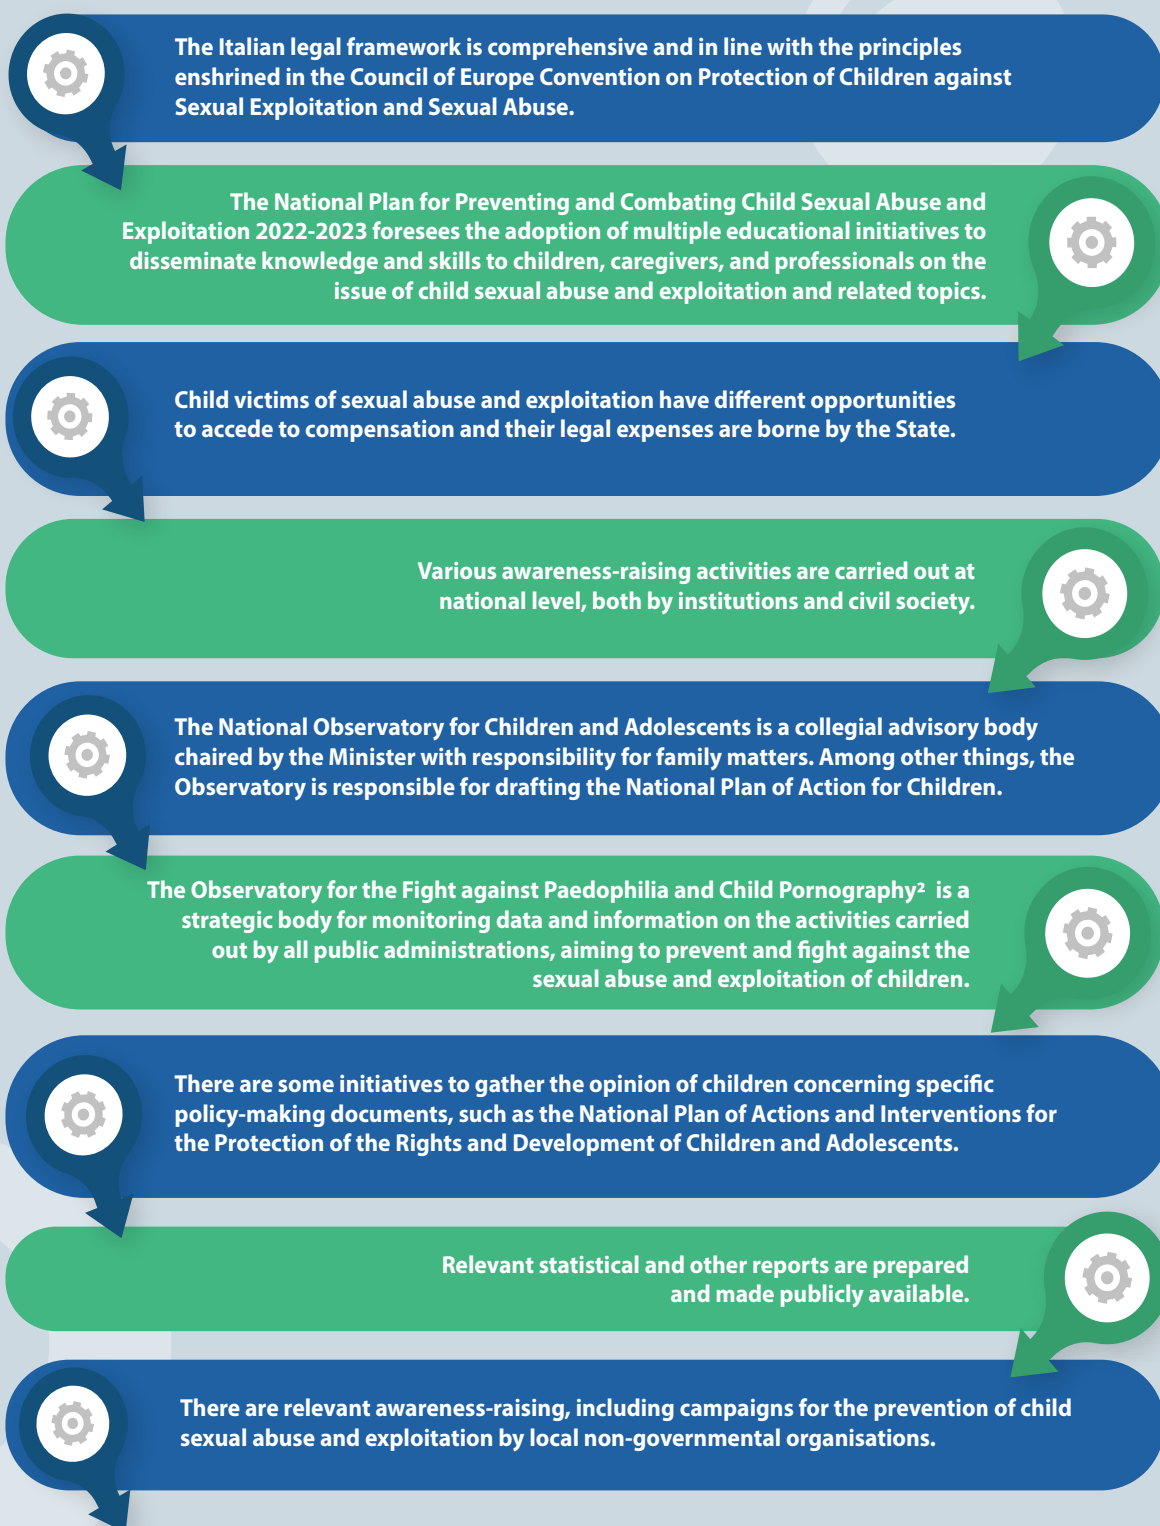 The Italian legal framework is comprehensive and in line with the principles
enshrined in the Council of Europe Convention on Protection of Children against
Sexual Exploitation and Sexual Abuse.
The National Plan for Preventing and Combating Child Sexual Abuse and
Exploitation 2022-2023 foresees the adoption of multiple educational initiatives to
disseminate knowledge and skills to children, caregivers, and professionals on the
issue of child sexual abuse and exploitation and related topics.
Child victims of sexual abuse and exploitation have different opportunities
to accede to compensation and their legal expenses are borne by the State.
Various awareness-raising activities are carried out at
national level, both by institutions and civil society.
The National Observatory for Children and Adolescents is a collegial advisory body
chaired by the Minister with responsibility for family matters. Among other things, the
Observatory is responsible for drafting the National Plan of Action for Children.
The Observatory for the Fight against Paedophilia and Child Pornography² is a
strategic body for monitoring data and information on the activities carried
out by all public administrations, aiming to prevent and fight against the
sexual abuse and exploitation of children.
There are some initiatives to gather the opinion of children concerning specific
policy-making documents, such as the National Plan of Actions and Interventions for
the Protection of the Rights and Development of Children and Adolescents.
Relevant statistical and other reports are prepared
and made publicly available.
There are relevant awareness-raising, including campaigns for the prevention of child
sexual abuse and exploitation by local non-governmental organisations.